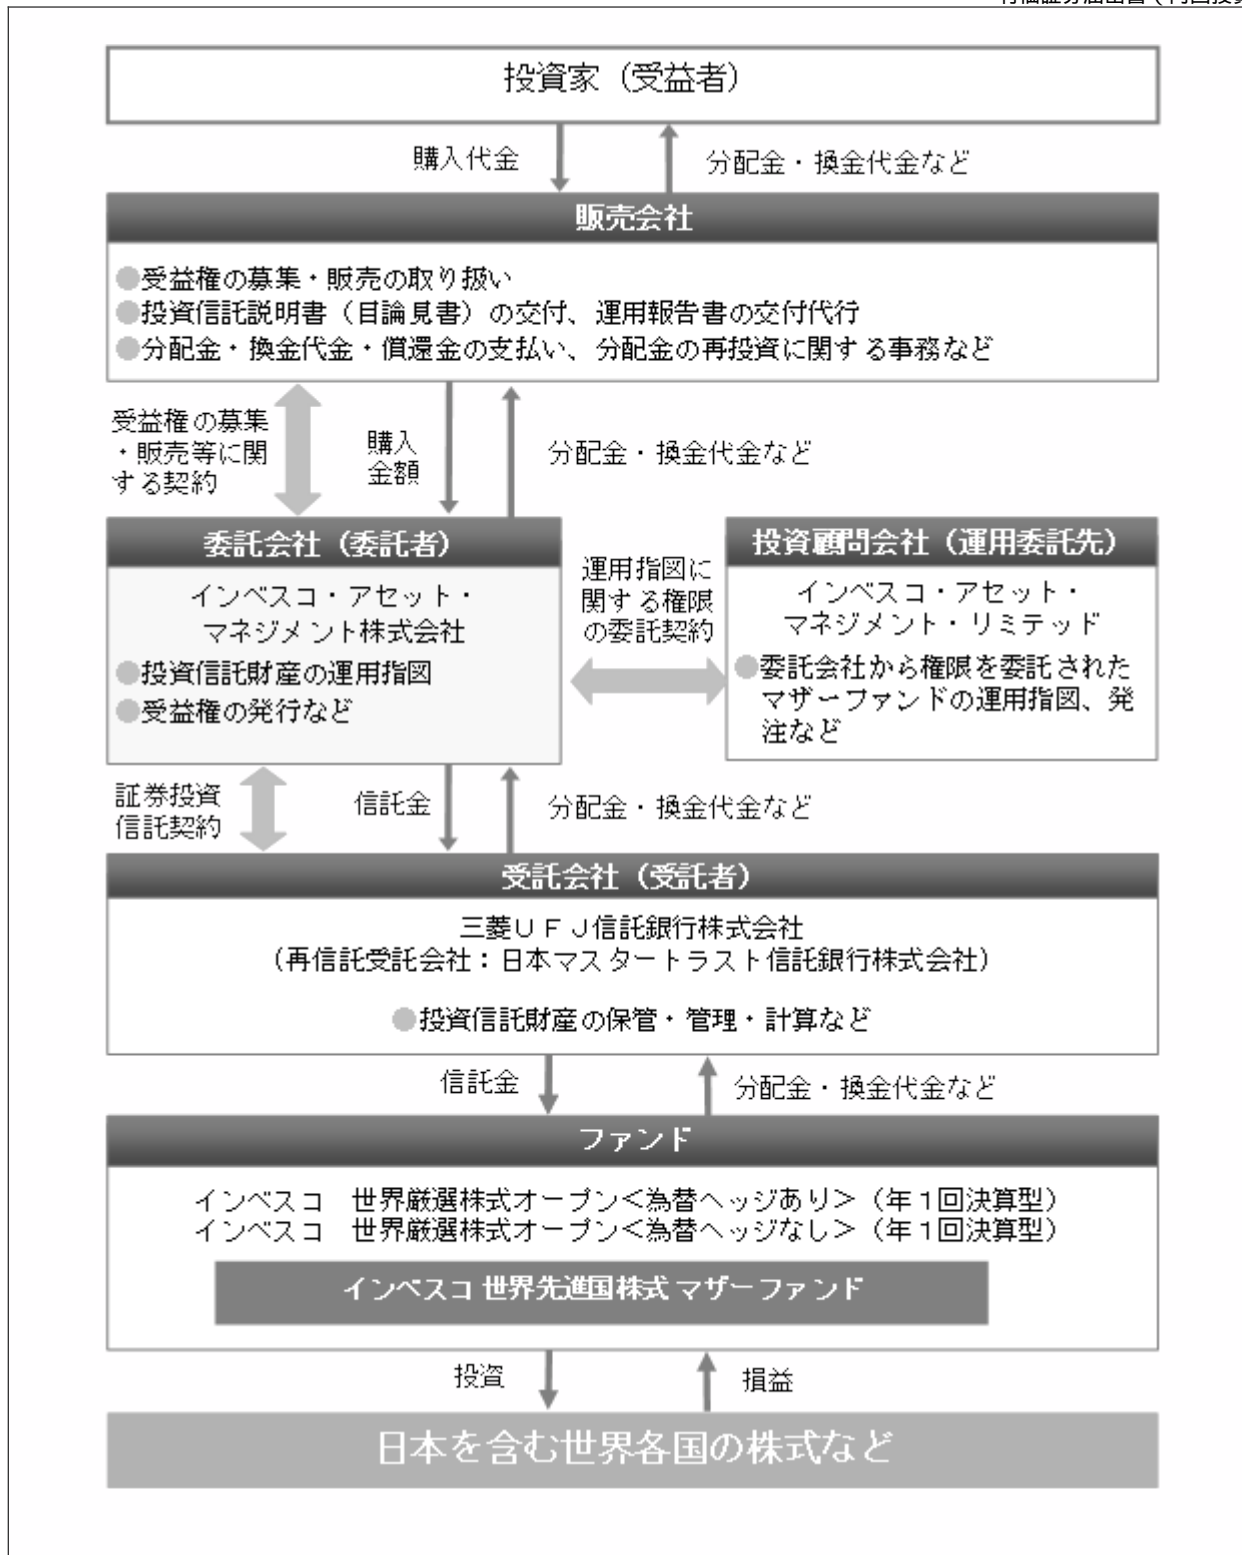 投資家（受益者）
購入代金
分配金・換金代金など
販売会社
●受益権の募集・販売の取り扱い
●投資信託説明書（目論見書）の交付、運用報告書の交付代行
●分配金・換金代金・償還金の支払い、分配金の再投資に関する事務など
受益権の募集
・販売等に関
する契約
購入
金額
分配金・換金代金など
委託会社（委託者）
インベスコ・アセット・
マネジメント株式会社
●投資信託財産の運用指図
●受益権の発行など
運用指図に
関する権限
の委託契約
投資顧問会社（運用委託先）
インベスコ・アセット・
マネジメント・リミテッド
●委託会社から権限を委託された
マザーファンドの運用指図、発
注など
証券投資
信託契約
信託金
分配金・換金代金など
受託会社（受託者）
三菱ＵＦＪ信託銀行株式会社
（再信託受託会社：日本マスタートラスト信託銀行株式会社）
●投資信託財産の保管・管理・計算など
信託金
分配金・換金代金など
ファンド
インベスコ　世界厳選株式オープン＜為替ヘッジあり＞（年１回決算型）
インベスコ　世界厳選株式オープン＜為替ヘッジなし＞（年１回決算型）
インベスコ 世界先進国株式 マザーファンド
投資
損益
日本を含む世界各国の株式など